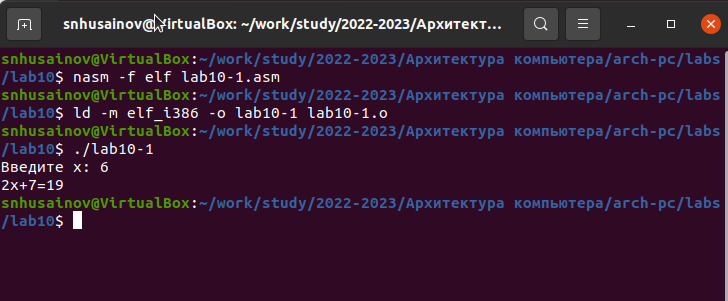 snhusainov@VirtualBox: ~/work/study/2022-2023/Архитект...
snhusainov@VirtualBox:~/work/study/2022-2023/Архитектура компьютера/arch-pc/labs
/lab10$ nasm -f elf lab10-1.asm
snhusainov@VirtualBox:~/work/study/2022-2023/Архитектура компьютера/arch-pc/labs
/lab10$ ld -m elf_i386 -o lab10-1 lab10-1.o
snhusainov@VirtualBox:~/work/study/2022-2023/Архитектура компьютера/arch-pc/labs
/lab10$ ./lab10-1
Введите x: 6
2x+7=19
snhusainov@VirtualBox:~/work/study/2022-2023/Архитектура компьютера/arch-pc/labs
/lab10$